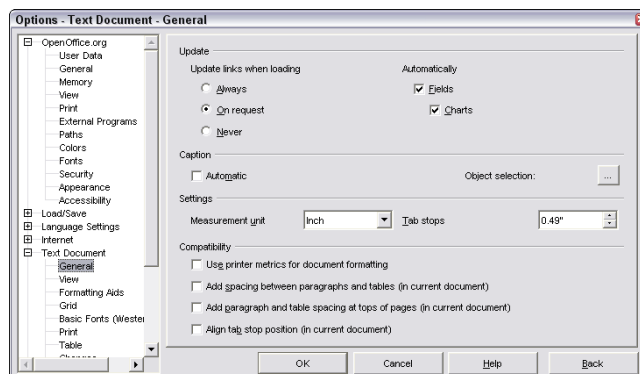 Options - Text Document - General
OpenOffice.org
User Data
General
Memory
View
Print
External Programs
Paths
Colors
Fonts
Security
Appearance
Accessibility
Load/Save
Language Settings
Internet
Text Document
General
View
Formatting Aids
Grid
Basic Fonts (Wester
Print
Table
Changes
Update
Update links when loading
Automatically
Always
Fields
On request
Charts
Never
Caption
Automatic
Object selection:
...
Settings
Measurement unit
Inch
Tab stops
0.49"
Compatibility
Use printer metrics for document formatting
Add spacing between paragraphs and tables (in current document)
Add paragraph and table spacing at tops of pages (in current document)
Align tab stop position (in current document)
OK
Cancel
Help
Back